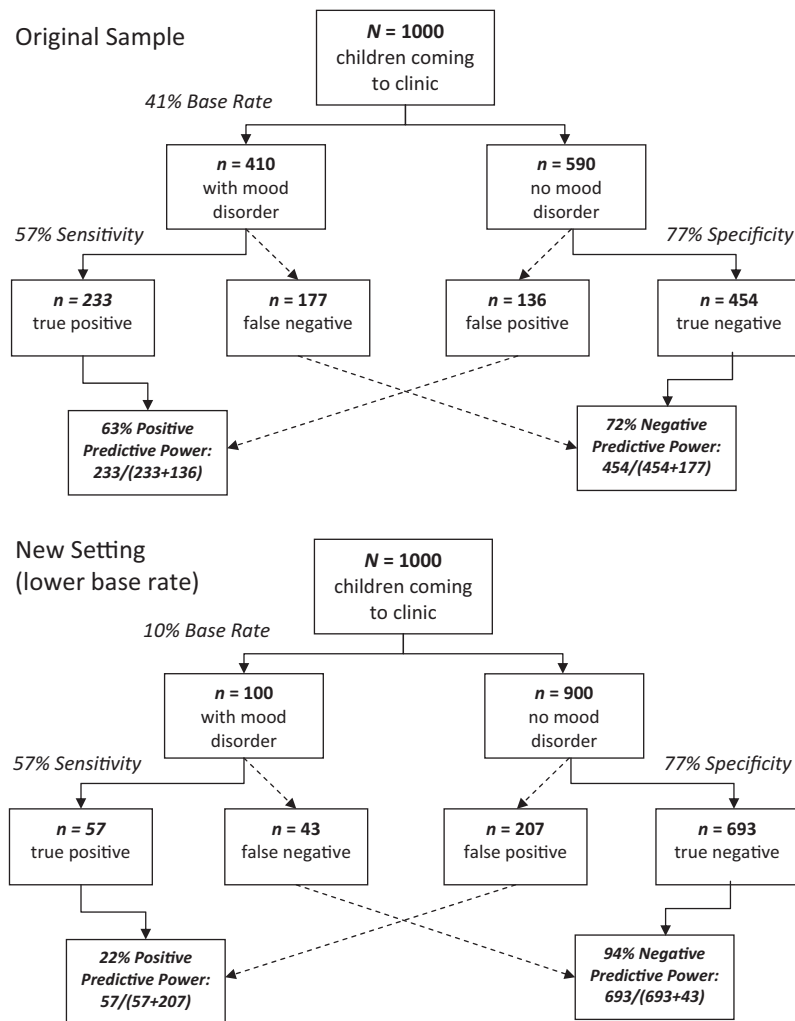 Original Sample
N = 1000
children coming
to clinic
41% Base Rate
n = 410
with mood
disorder
n = 590
no mood
disorder
57% Sensitivity
77% Specificity
n = 233
true positive
n = 177
false negative
n = 136
false positive
n = 454
true negative
63% Positive
Predictive Power:
233/(233+136)
72% Negative
Predictive Power:
454/(454+177)
New Setting
(lower base rate)
N = 1000
children coming
to clinic
10% Base Rate
n = 100
with mood
disorder
n = 900
no mood
disorder
57% Sensitivity
77% Specificity
n = 57
true positive
n = 43
false negative
n = 207
false positive
n = 693
true negative
22% Positive
Predictive Power:
57/(57+207)
94% Negative
Predictive Power:
693/(693+43)